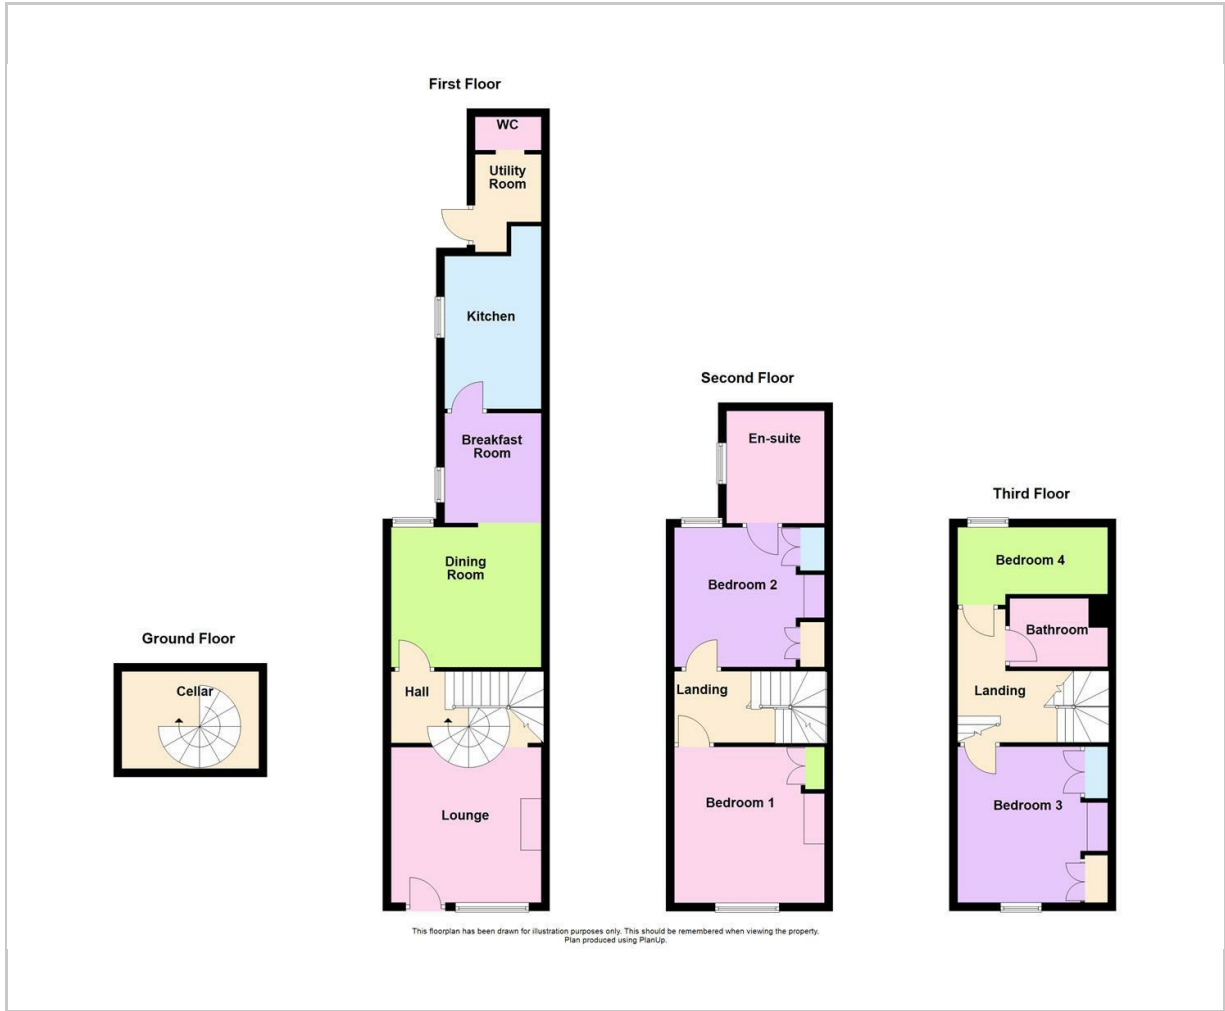 First Floor
WC
Utility
Room
Kitchen
Breakfast
Room
Dining
Room
Hall
Lounge
Ground Floor
Cellar
Second Floor
En-suite
Bedroom 2
Landing
Bedroom 1
Third Floor
Bedroom 4
Bathroom
Landing
Bedroom 3
This floorplan has been drawn for illustration purposes only. This should be remembered when viewing the property.
Plan produced using PlanUp.